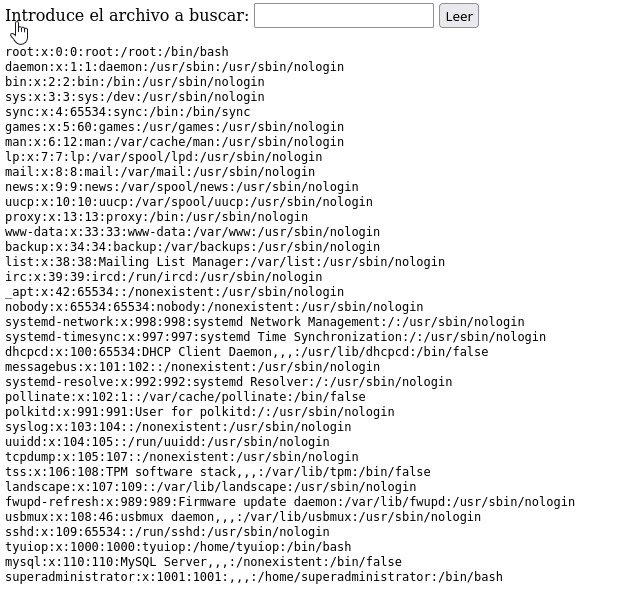 Introduce el archivo a buscar: Leer
root:x:0:0:root:/root:/bin/bash
daemon:x:1:1:daemon:/usr/sbin:/usr/sbin/nologin
bin:x:2:2:bin:/bin:/usr/sbin/nologin
sys:x:3:3:sys:/dev:/usr/sbin/nologin
sync:x:4:65534:sync:/bin:/bin/sync
games:x:5:60:games:/usr/games:/usr/sbin/nologin
man:x:6:12:man:/var/cache/man:/usr/sbin/nologin
lp:x:7:7:lp:/var/spool/lpd:/usr/sbin/nologin
mail:x:8:8:mail:/var/mail:/usr/sbin/nologin
news:x:9:9:news:/var/spool/news:/usr/sbin/nologin
uucp:x:10:10:uucp:/var/spool/uucp:/usr/sbin/nologin
proxy:x:13:13:proxy:/bin:/usr/sbin/nologin
www-data:x:33:33:www-data:/var/www:/usr/sbin/nologin
backup:x:34:34:backup:/var/backups:/usr/sbin/nologin
list:x:38:38:Mailing List Manager:/var/list:/usr/sbin/nologin
irc:x:39:39:ircd:/run/ircd:/usr/sbin/nologin
_apt:x:42:65534::/nonexistent:/usr/sbin/nologin
nobody:x:65534:65534:nobody:/nonexistent:/usr/sbin/nologin
systemd-network:x:998:998:systemd Network Management:/:/usr/sbin/nologin
systemd-timesync:x:997:997:systemd Time Synchronization:/:/usr/sbin/nologin
dhcpcd:x:100:65534:DHCP Client Daemon,,,:/usr/lib/dhcpcd:/bin/false
messagebus:x:101:102::/nonexistent:/usr/sbin/nologin
systemd-resolve:x:992:992:systemd Resolver:/:/usr/sbin/nologin
pollinate:x:102:1::/var/cache/pollinate:/bin/false
polkitd:x:991:991:User for polkitd:/:/usr/sbin/nologin
syslog:x:103:104::/nonexistent:/usr/sbin/nologin
uuidd:x:104:105::/run/uuidd:/usr/sbin/nologin
tcpdump:x:105:107::/nonexistent:/usr/sbin/nologin
tss:x:106:108:TPM software stack,,,:/var/lib/tpm:/bin/false
landscape:x:107:109::/var/lib/landscape:/usr/sbin/nologin
fwupd-refresh:x:989:989:Firmware update daemon:/var/lib/fwupd:/usr/sbin/nologin
usbmux:x:108:46:usbmux daemon,,,:/var/lib/usbmux:/usr/sbin/nologin
sshd:x:109:65534::/run/sshd:/usr/sbin/nologin
tyuiop:x:1000:1000:tyuiop:/home/tyuiop:/bin/bash
mysql:x:110:110:MySQL Server,,,:/nonexistent:/bin/false
superadministrator:x:1001:1001:,,,:/home/superadministrator:/bin/bash